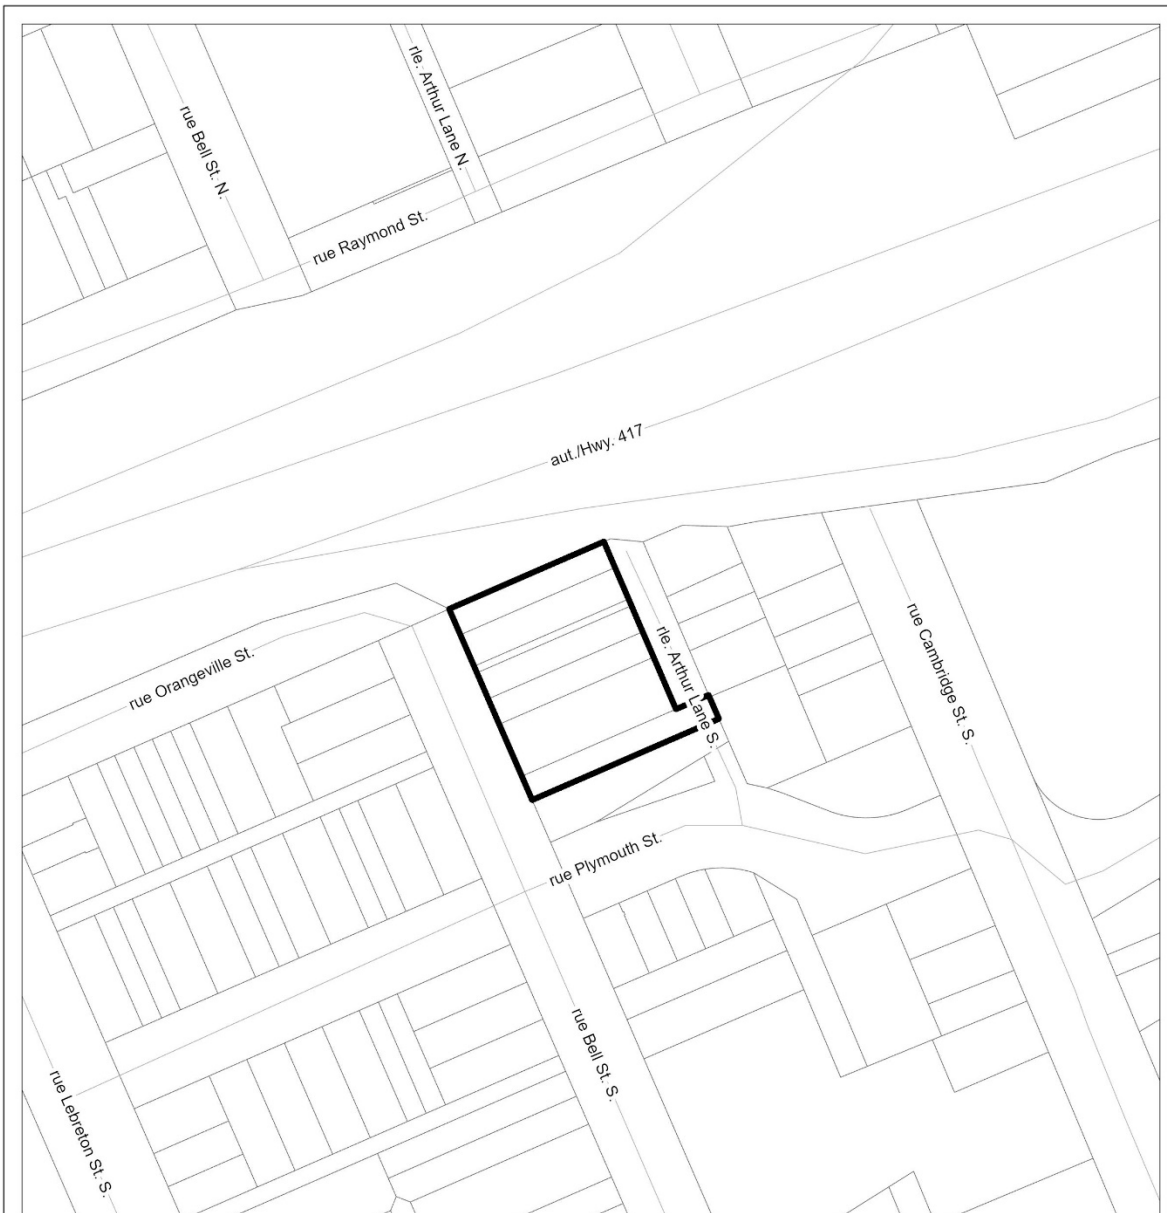 rle. Arthur Lane N.
rue Bell St. N.
rue Raymond St.
aut./Hwy. 417
rue Orangeville St.
rle. Arthur Lane S.
rue Cambridge St. S.
rue Plymouth St.
rue Bell St. S.
rue Lebreton St. S.